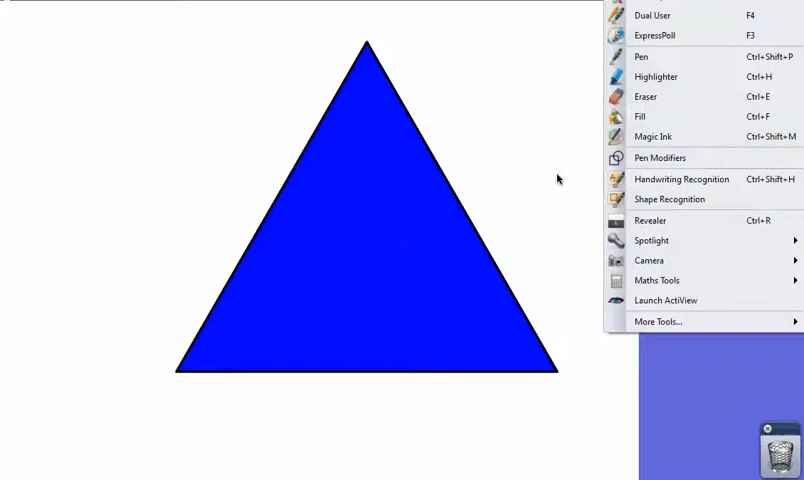 Dual User F4
ExpressPoll F3
Pen Ctrl+Shift+P
Highlighter Ctrl+H
Eraser Ctrl+E
Fill Ctrl+F
Magic Ink Ctrl+Shift+M
Pen Modifiers
Handwriting Recognition Ctrl+Shift+H
Shape Recognition
Revealer Ctrl+R
Spotlight
Camera
Maths Tools
Launch ActiView
More Tools...